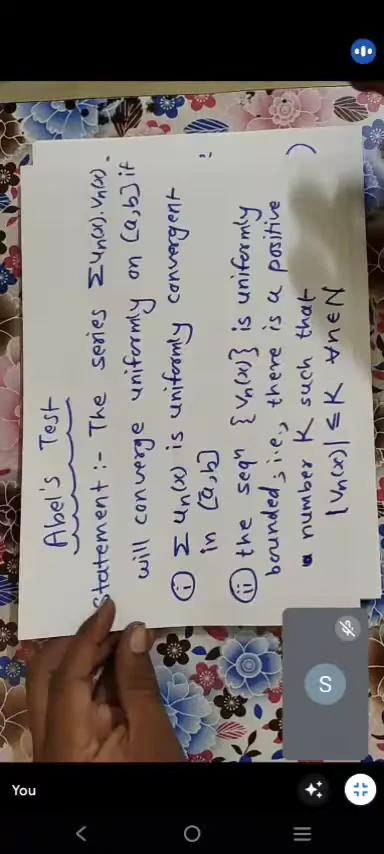 Abel's Test
Statement :- The series Σ un(x). vn(x).
will converge uniformly on [a,b] if
(i) Σ un(x) is uniformly convergent
in [a,b]
(ii) the seqn {vn(x)} is uniformly
bounded, i.e., there is a positive
number K such that
|vn(x)| ≤ K ∀ n ∈ N
S
You